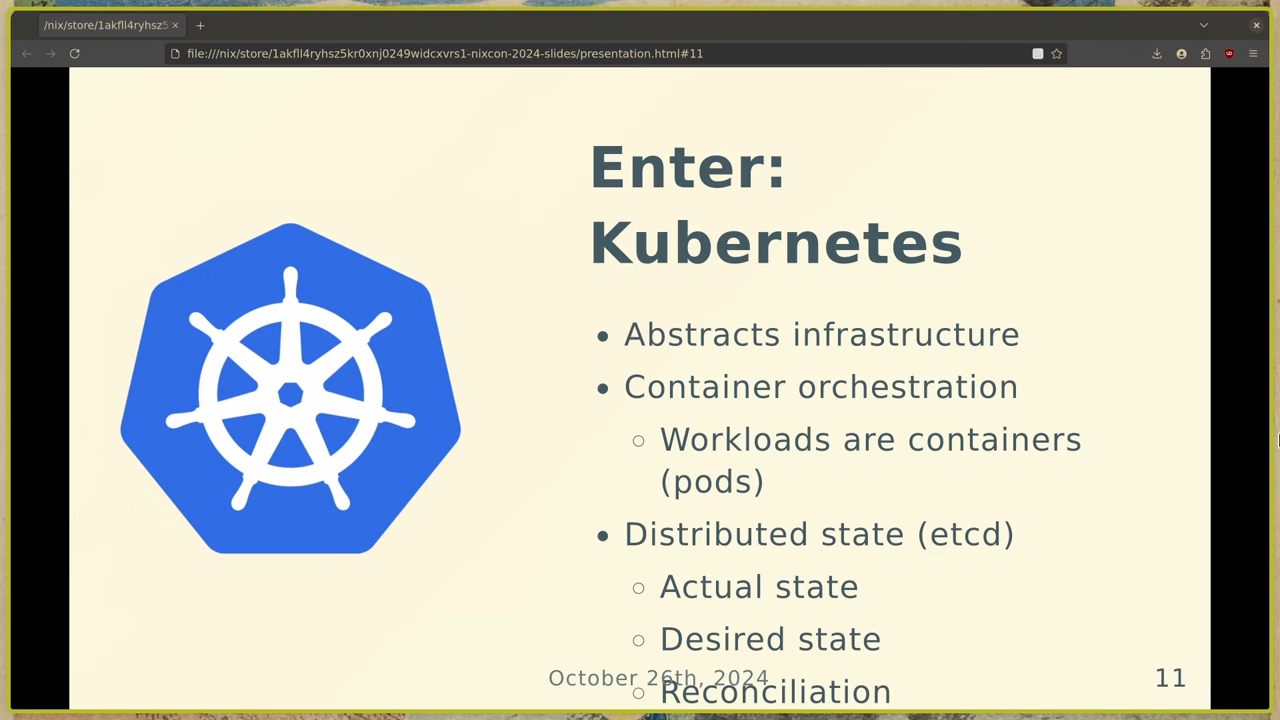 /nix/store/1akfll4ryhsz5
file:///nix/store/1akfll4ryhsz5kr0xnj0249widcxvrs1-nixcon-2024-slides/presentation.html#11
Enter:
Kubernetes
Abstracts infrastructure
Container orchestration
Workloads are containers
(pods)
Distributed state (etcd)
Actual state
Desired state
October 26th, 2024
11
Reconciliation